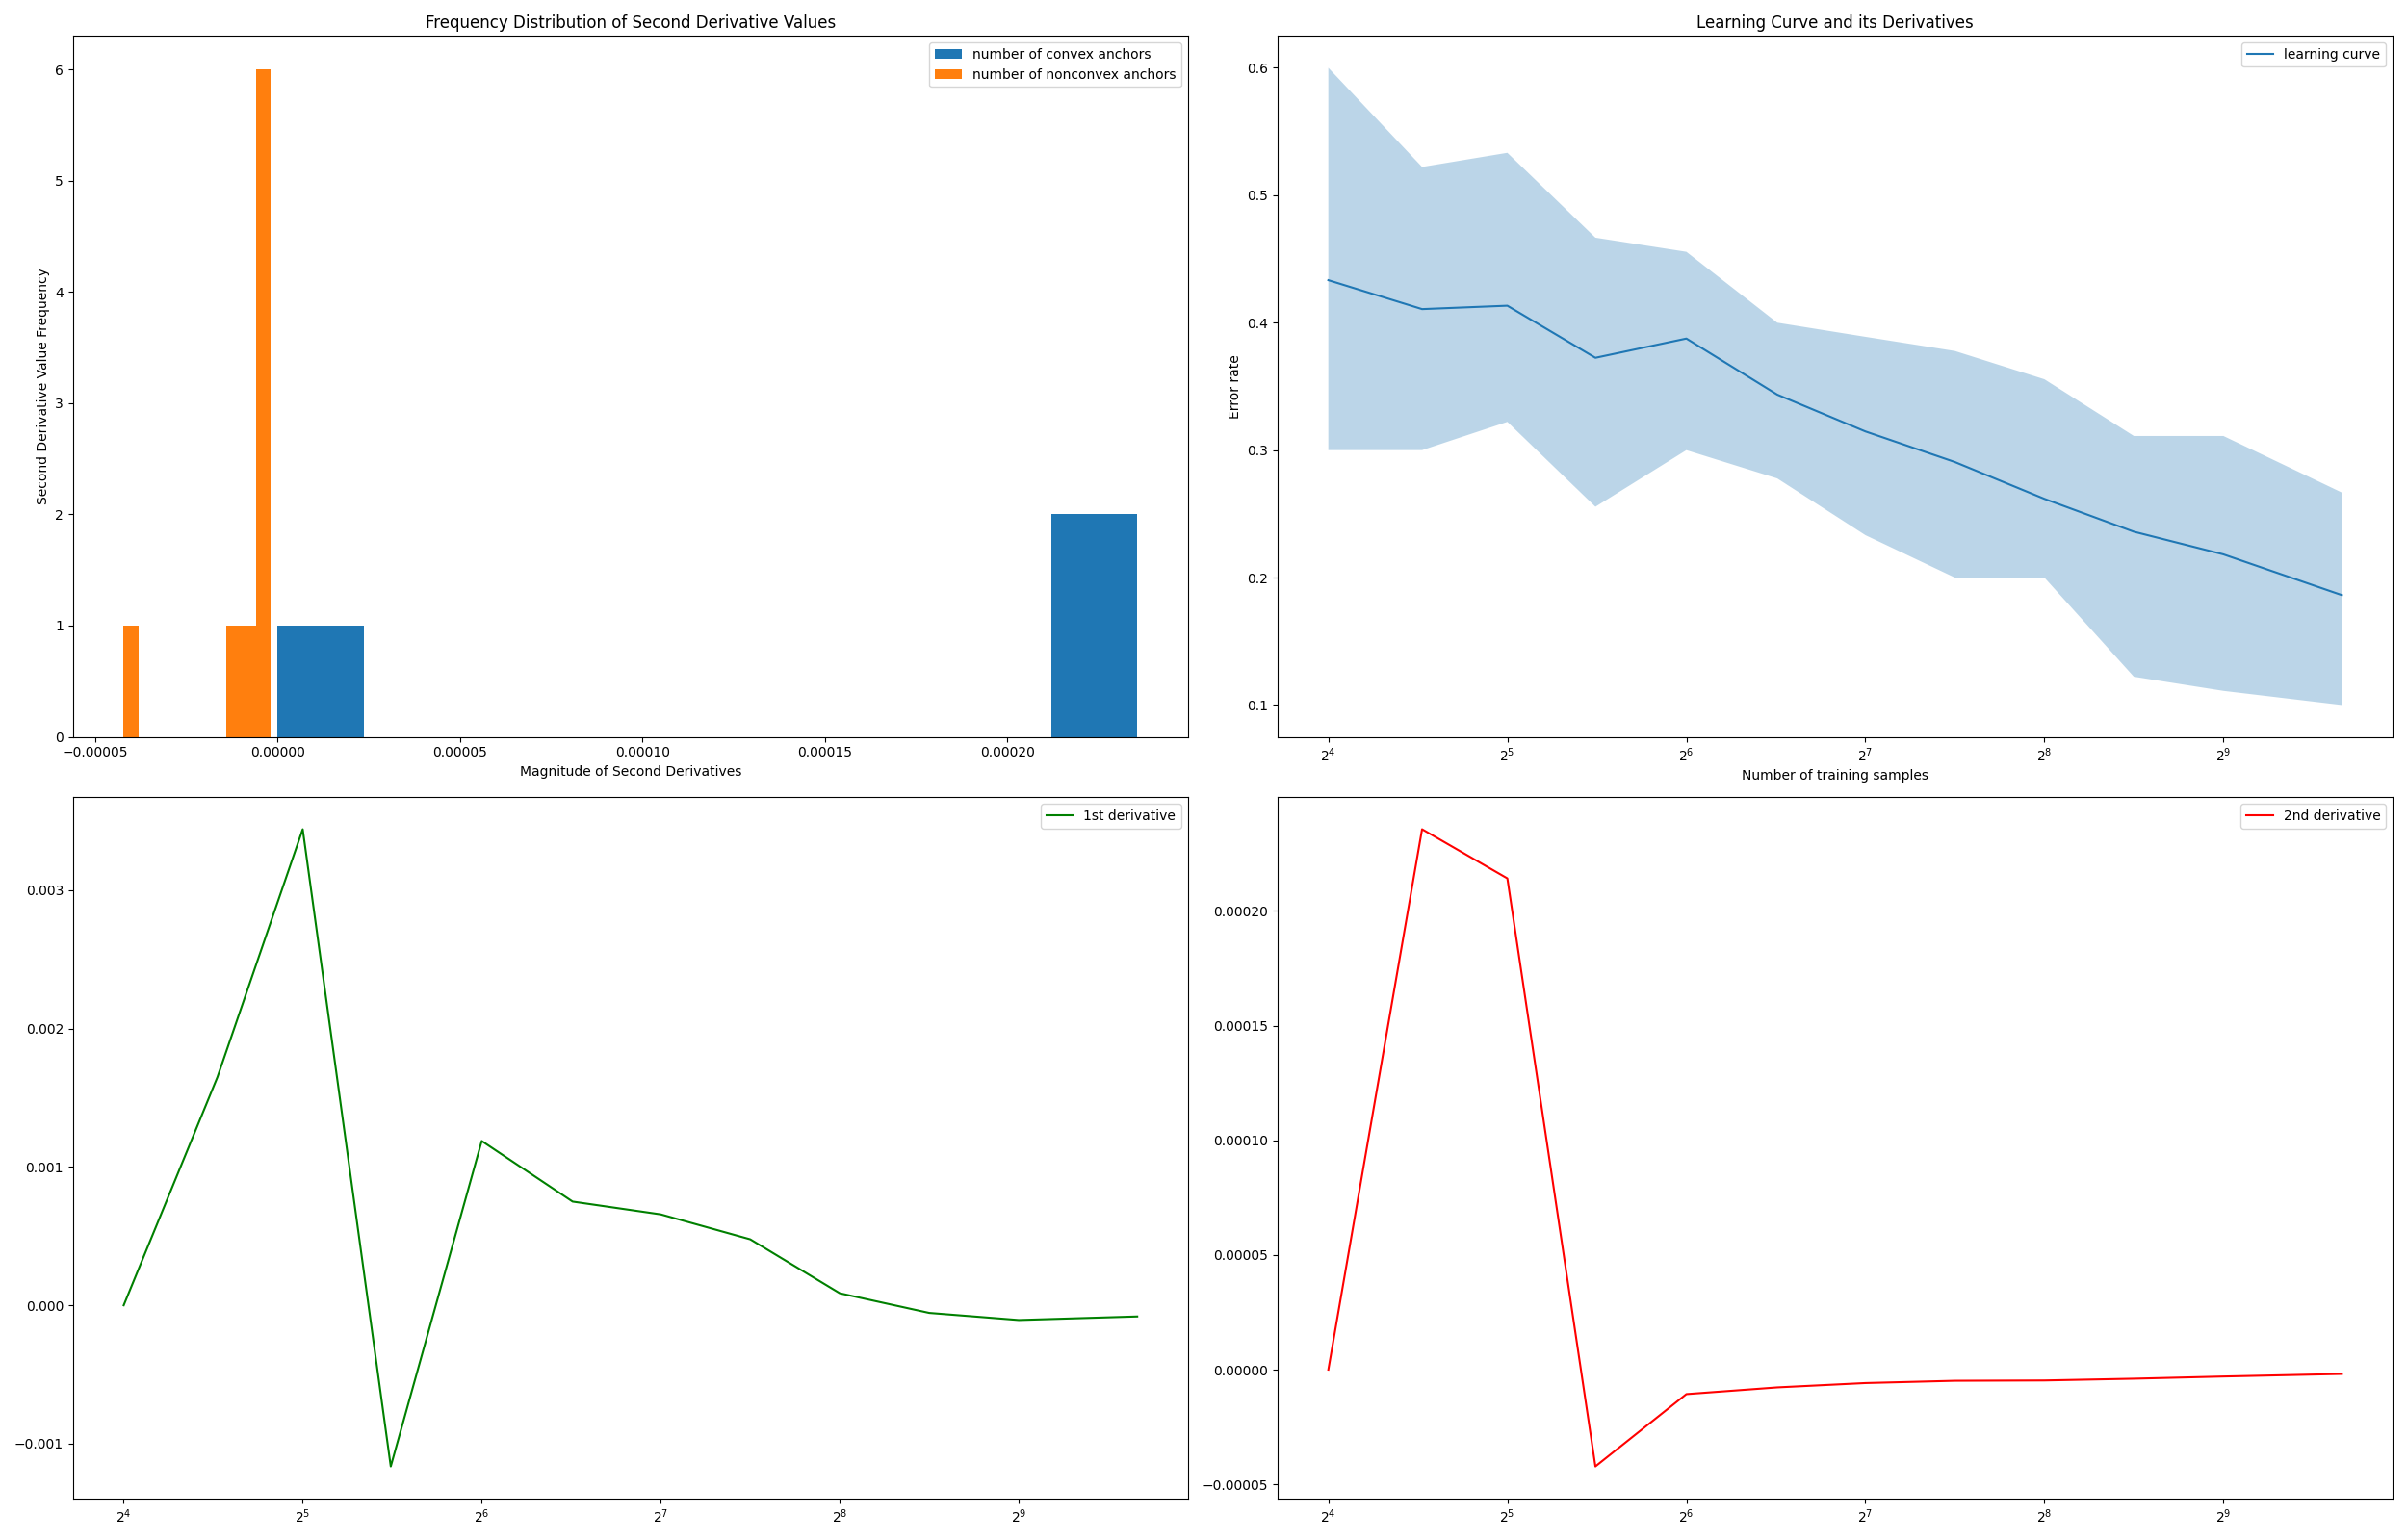 Frequency Distribution of Second Derivative Values
number of convex anchors
number of nonconvex anchors
Second Derivative Value Frequency
6
5
4
3
2
1
0
−0.00005 0.00000 0.00005 0.00010 0.00015 0.00020
Magnitude of Second Derivatives
Learning Curve and its Derivatives
learning curve
Error rate
0.6
0.5
0.4
0.3
0.2
0.1
2⁴ 2⁵ 2⁶ 2⁷ 2⁸ 2⁹
Number of training samples
1st derivative
0.003
0.002
0.001
0.000
−0.001
2⁴ 2⁵ 2⁶ 2⁷ 2⁸ 2⁹
2nd derivative
0.00020
0.00015
0.00010
0.00005
0.00000
−0.00005
2⁴ 2⁵ 2⁶ 2⁷ 2⁸ 2⁹